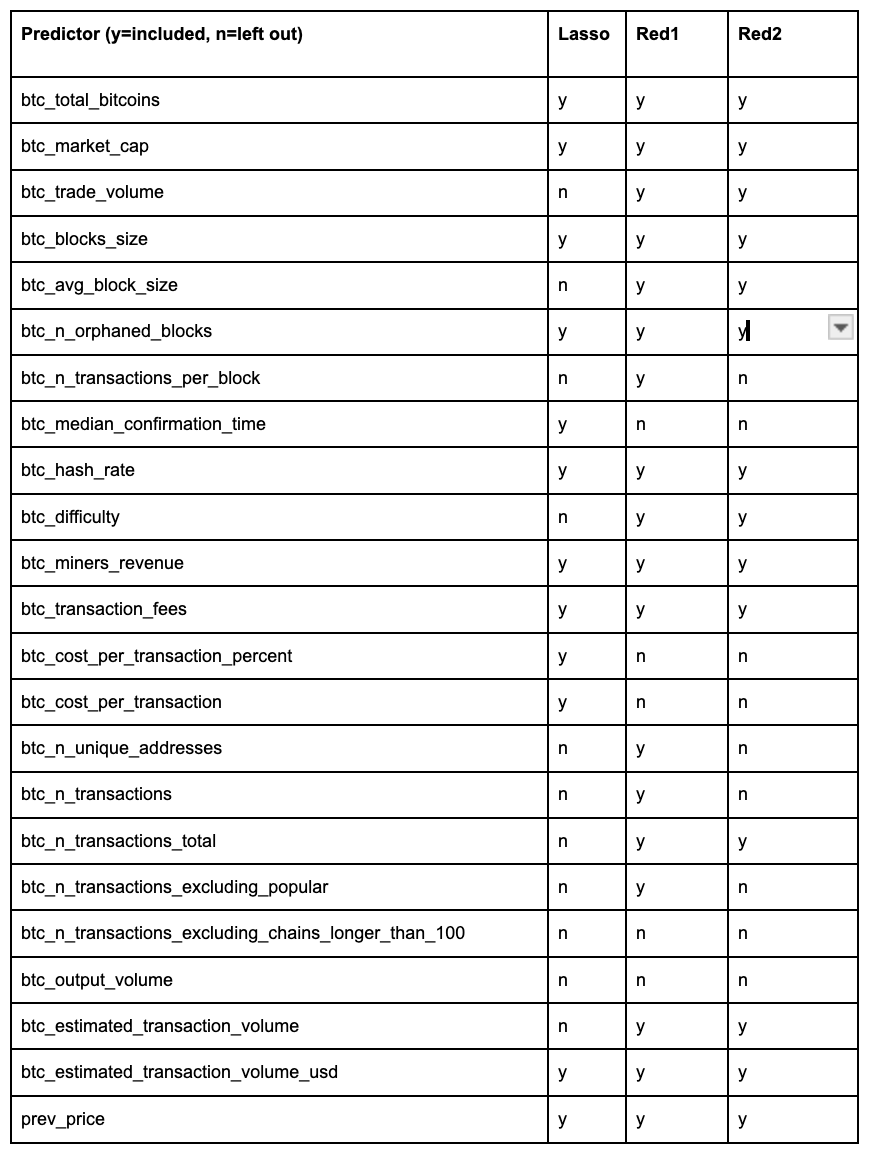 Predictor (y=included, n=left out) Lasso Red1 Red2
btc_total_bitcoins y y y
btc_market_cap y y y
btc_trade_volume n y y
btc_blocks_size y y y
btc_avg_block_size n y y
btc_n_orphaned_blocks y y y
btc_n_transactions_per_block n y n
btc_median_confirmation_time y n n
btc_hash_rate y y y
btc_difficulty n y y
btc_miners_revenue y y y
btc_transaction_fees y y y
btc_cost_per_transaction_percent y n n
btc_cost_per_transaction y n n
btc_n_unique_addresses n y n
btc_n_transactions n y n
btc_n_transactions_total n y y
btc_n_transactions_excluding_popular n y n
btc_n_transactions_excluding_chains_longer_than_100 n n n
btc_output_volume n n n
btc_estimated_transaction_volume n y y
btc_estimated_transaction_volume_usd y y y
prev_price y y y